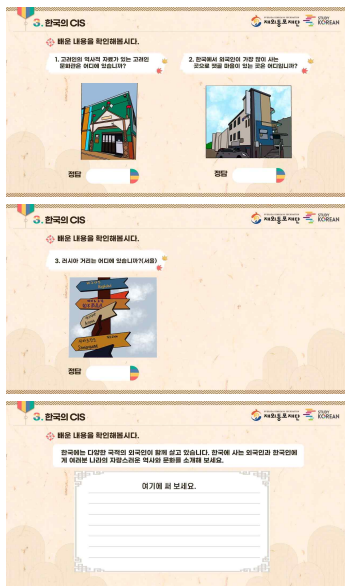 3. 한국의 CIS
재외동포재단
STUDY
KOREAN
배운 내용을 확인해봅시다.
1. 고려인의 역사적 자료가 있는 고려인
문화관은 어디에 있습니까?
2. 한국에서 외국인이 가장 많이 사는
곳으로 뗏골 마을이 있는 곳은 어디입니까?
정답
정답
3. 한국의 CIS
재외동포재단
STUDY
KOREAN
배운 내용을 확인해봅시다.
3. 러시아 거리는 어디에 있습니까?(서울)
정답
3. 한국의 CIS
재외동포재단
STUDY
KOREAN
배운 내용을 확인해봅시다.
한국에는 다양한 국적의 외국인이 함께 살고 있습니다. 한국에 사는 외국인과 한국인에
게 여러분 나라의 자랑스러운 역사와 문화를 소개해 보세요.
여기에 써 보세요.